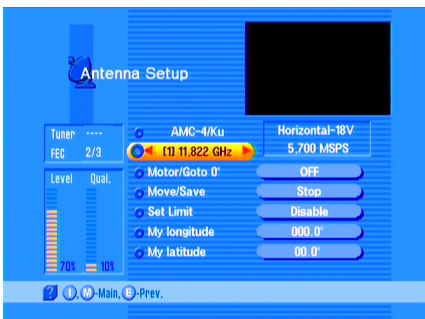 Antenna Setup
Tuner ----
FEC 2/3
AMC-4/Ku
Horizontal-18V
[1] 11,822 GHz
5,700 MSPS
Level Qual.
70% 10%
Motor/Goto 0° OFF
Move/Save Stop
Set Limit Disable
My longitude 000.0°
My latitude 00.0°
? I, M-Main, E-Prev.